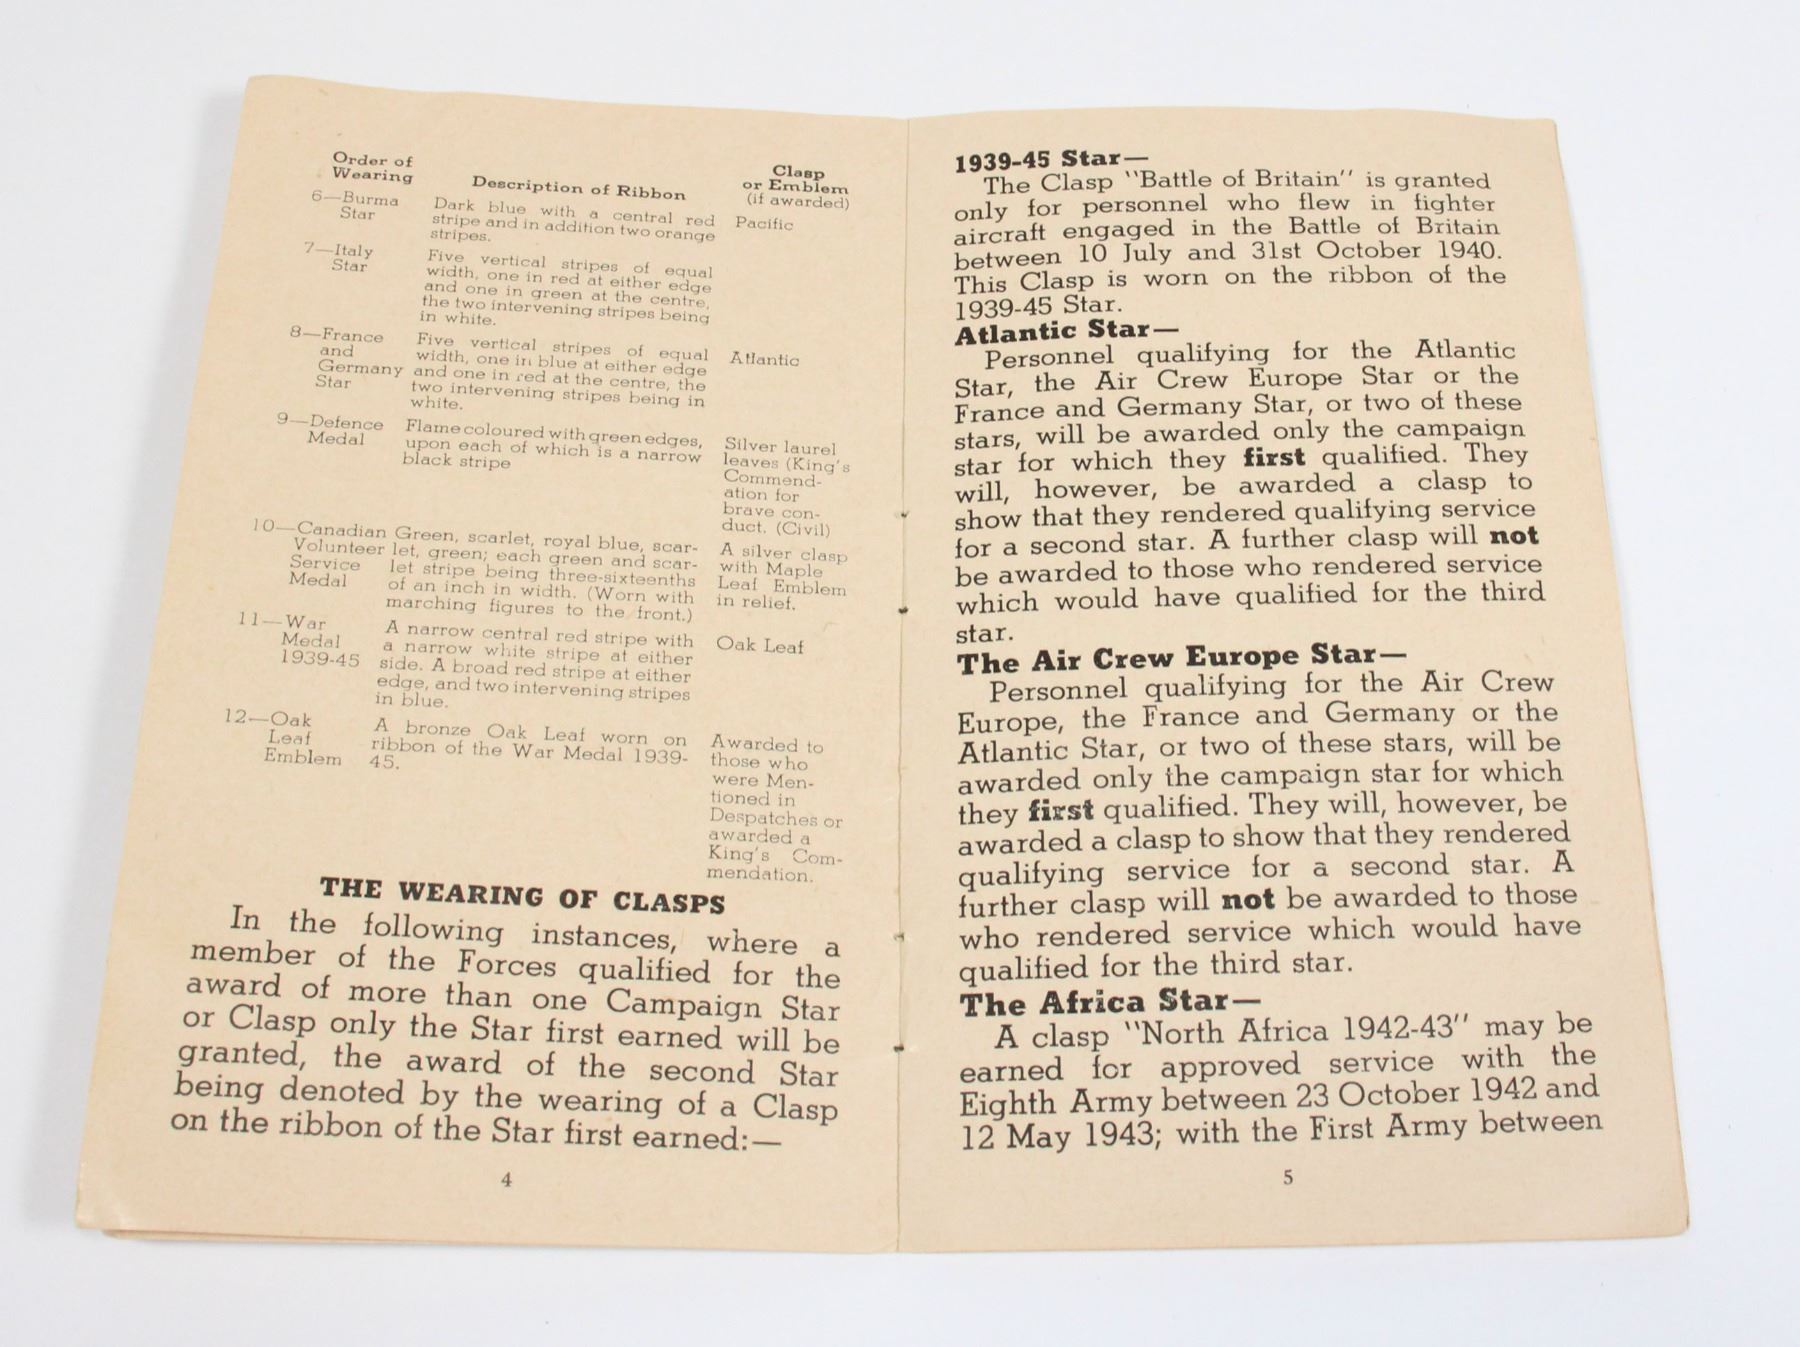 Order of
Wearing
Description of Ribbon
Clasp
or Emblem
(if awarded)
6—Burma
Star
Dark blue with a central red
stripe and in addition two orange
stripes.
Pacific
7—Italy
Star
Five vertical stripes of equal
width, one in red at either edge
and one in green at the centre,
the two intervening stripes being
in white.
8—France
and
Germany
Star
Five vertical stripes of equal
width, one in blue at either edge
and one in red at the centre, the
two intervening stripes being in
white.
Atlantic
9—Defence
Medal
Flame coloured with green edges,
upon each of which is a narrow
black stripe
Silver laurel
leaves (King's
Commend-
ation for
brave con-
duct. (Civil)
10—Canadian
Volunteer
Service
Medal
Green, scarlet, royal blue, scar-
let, green; each green and scar-
let stripe being three-sixteenths
of an inch in width. (Worn with
marching figures to the front.)
A silver clasp
with Maple
Leaf Emblem
in relief.
11—War
Medal
1939-45
A narrow central red stripe with
a narrow white stripe at either
side. A broad red stripe at either
edge, and two intervening stripes
in blue.
Oak Leaf
12—Oak
Leaf
Emblem
A bronze Oak Leaf worn on
ribbon of the War Medal 1939-
45.
Awarded to
those who
were Men-
tioned in
Despatches or
awarded a
King's Com-
mendation.
THE WEARING OF CLASPS
In the following instances, where a
member of the Forces qualified for the
award of more than one Campaign Star
or Clasp only the Star first earned will be
granted, the award of the second Star
being denoted by the wearing of a Clasp
on the ribbon of the Star first earned:—
4
1939-45 Star—
The Clasp "Battle of Britain" is granted
only for personnel who flew in fighter
aircraft engaged in the Battle of Britain
between 10 July and 31st October 1940.
This Clasp is worn on the ribbon of the
1939-45 Star.
Atlantic Star—
Personnel qualifying for the Atlantic
Star, the Air Crew Europe Star or the
France and Germany Star, or two of these
stars, will be awarded only the campaign
star for which they first qualified. They
will, however, be awarded a clasp to
show that they rendered qualifying service
for a second star. A further clasp will not
be awarded to those who rendered service
which would have qualified for the third
star.
The Air Crew Europe Star—
Personnel qualifying for the Air Crew
Europe, the France and Germany or the
Atlantic Star, or two of these stars, will be
awarded only the campaign star for which
they first qualified. They will, however, be
awarded a clasp to show that they rendered
qualifying service for a second star. A
further clasp will not be awarded to those
who rendered service which would have
qualified for the third star.
The Africa Star—
A clasp "North Africa 1942-43" may be
earned for approved service with the
Eighth Army between 23 October 1942 and
12 May 1943; with the First Army between
5